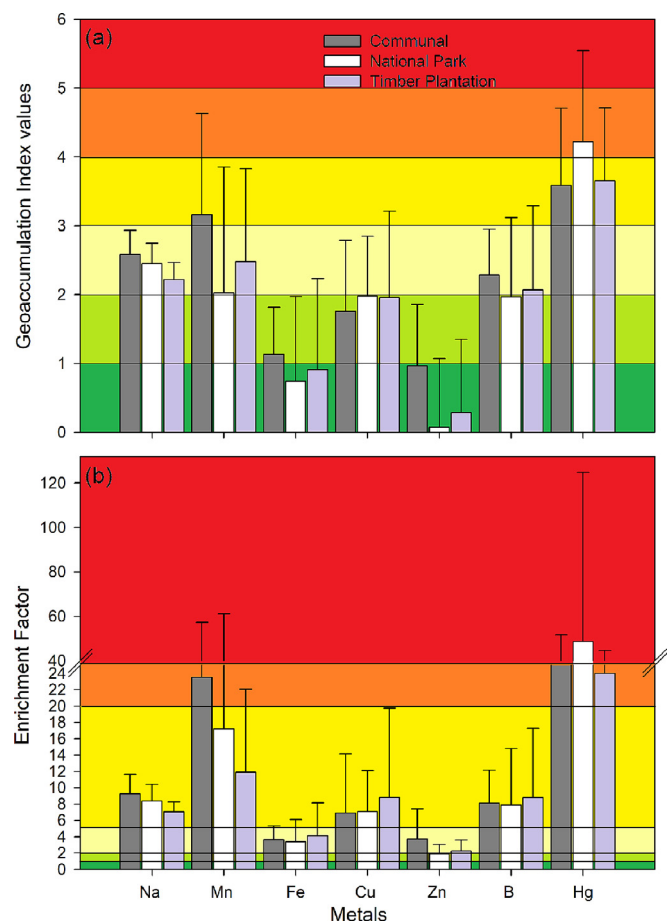 (a)
Communal
National Park
Timber Plantation
6
5
4
3
2
1
0
Geoaccumulation Index values
(b)
120
100
80
60
40
24
22
20
18
16
14
12
10
8
6
4
2
0
Enrichment Factor
Na Mn Fe Cu Zn B Hg
Metals